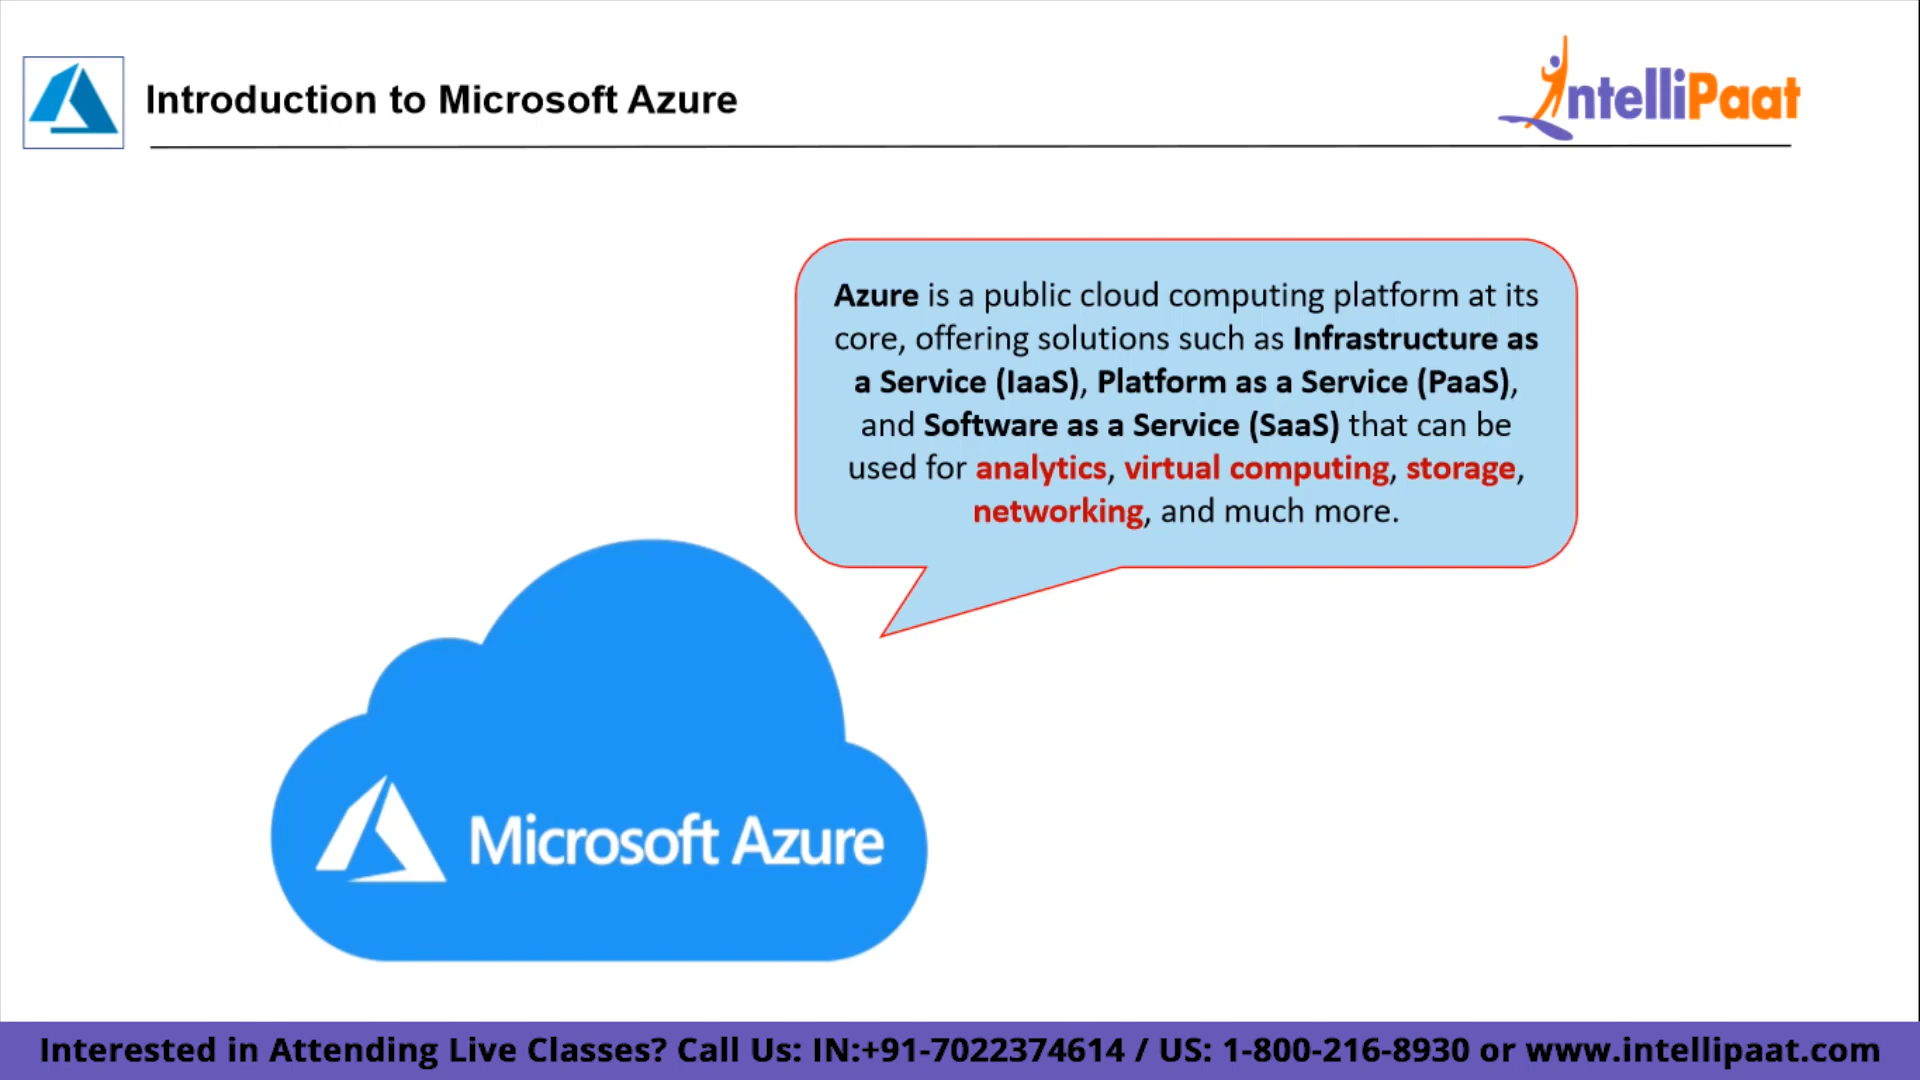 Introduction to Microsoft Azure
IntelliPaat
Azure is a public cloud computing platform at its
core, offering solutions such as Infrastructure as
a Service (IaaS), Platform as a Service (PaaS),
and Software as a Service (SaaS) that can be
used for analytics, virtual computing, storage,
networking, and much more.
Microsoft Azure
Interested in Attending Live Classes? Call Us: IN:+91-7022374614 / US: 1-800-216-8930 or www.intellipaat.com